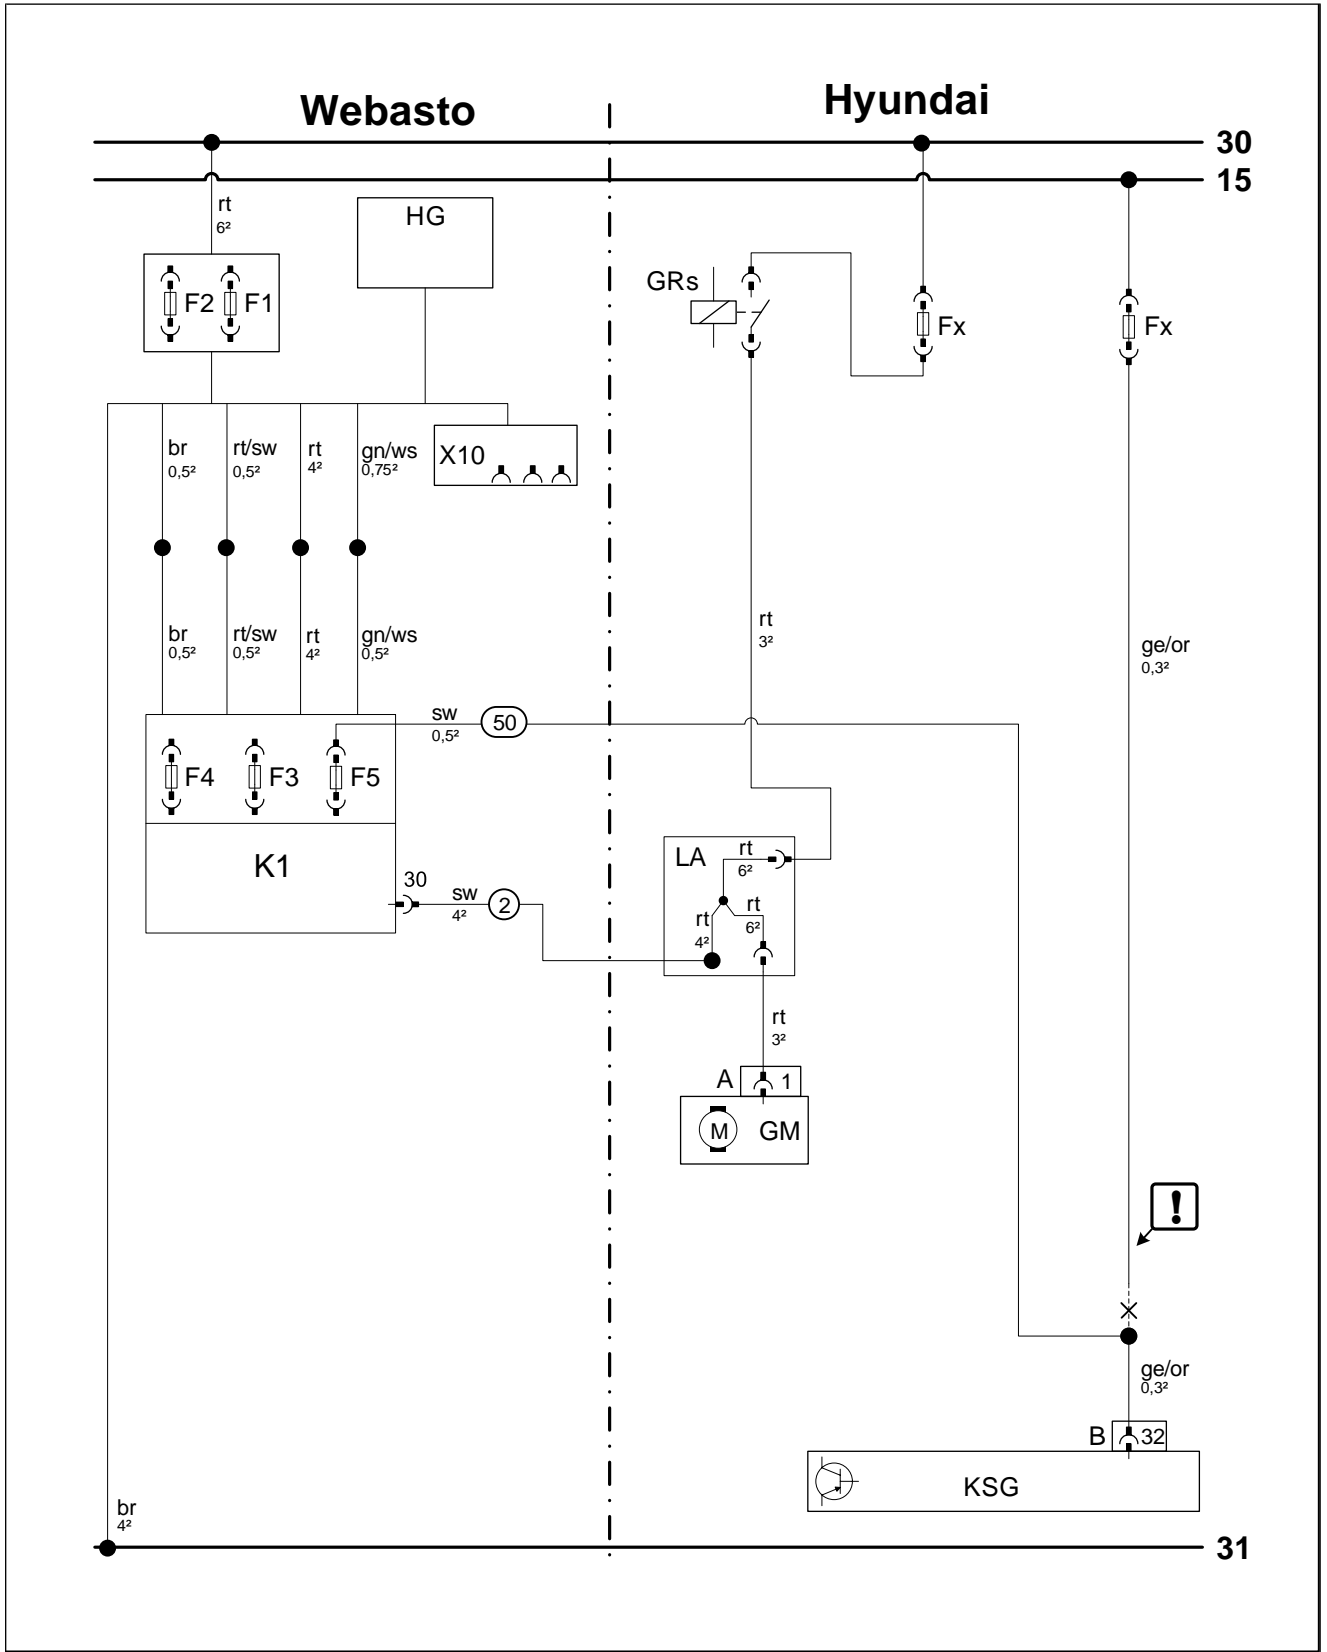 Webasto
Hyundai
30
15
rt
6²
HG
F2
F1
GRs
Fx
Fx
br
0,5²
rt/sw
0,5²
rt
4²
gn/ws
0,75²
X10
br
0,5²
rt/sw
0,5²
rt
4²
gn/ws
0,5²
rt
3²
ge/or
0,3²
sw
0,5²
50
F4
F3
F5
K1
30
sw
4²
2
LA
rt
6²
rt
4²
rt
6²
rt
3²
A
1
M
GM
!
ge/or
0,3²
B
32
KSG
br
4²
31